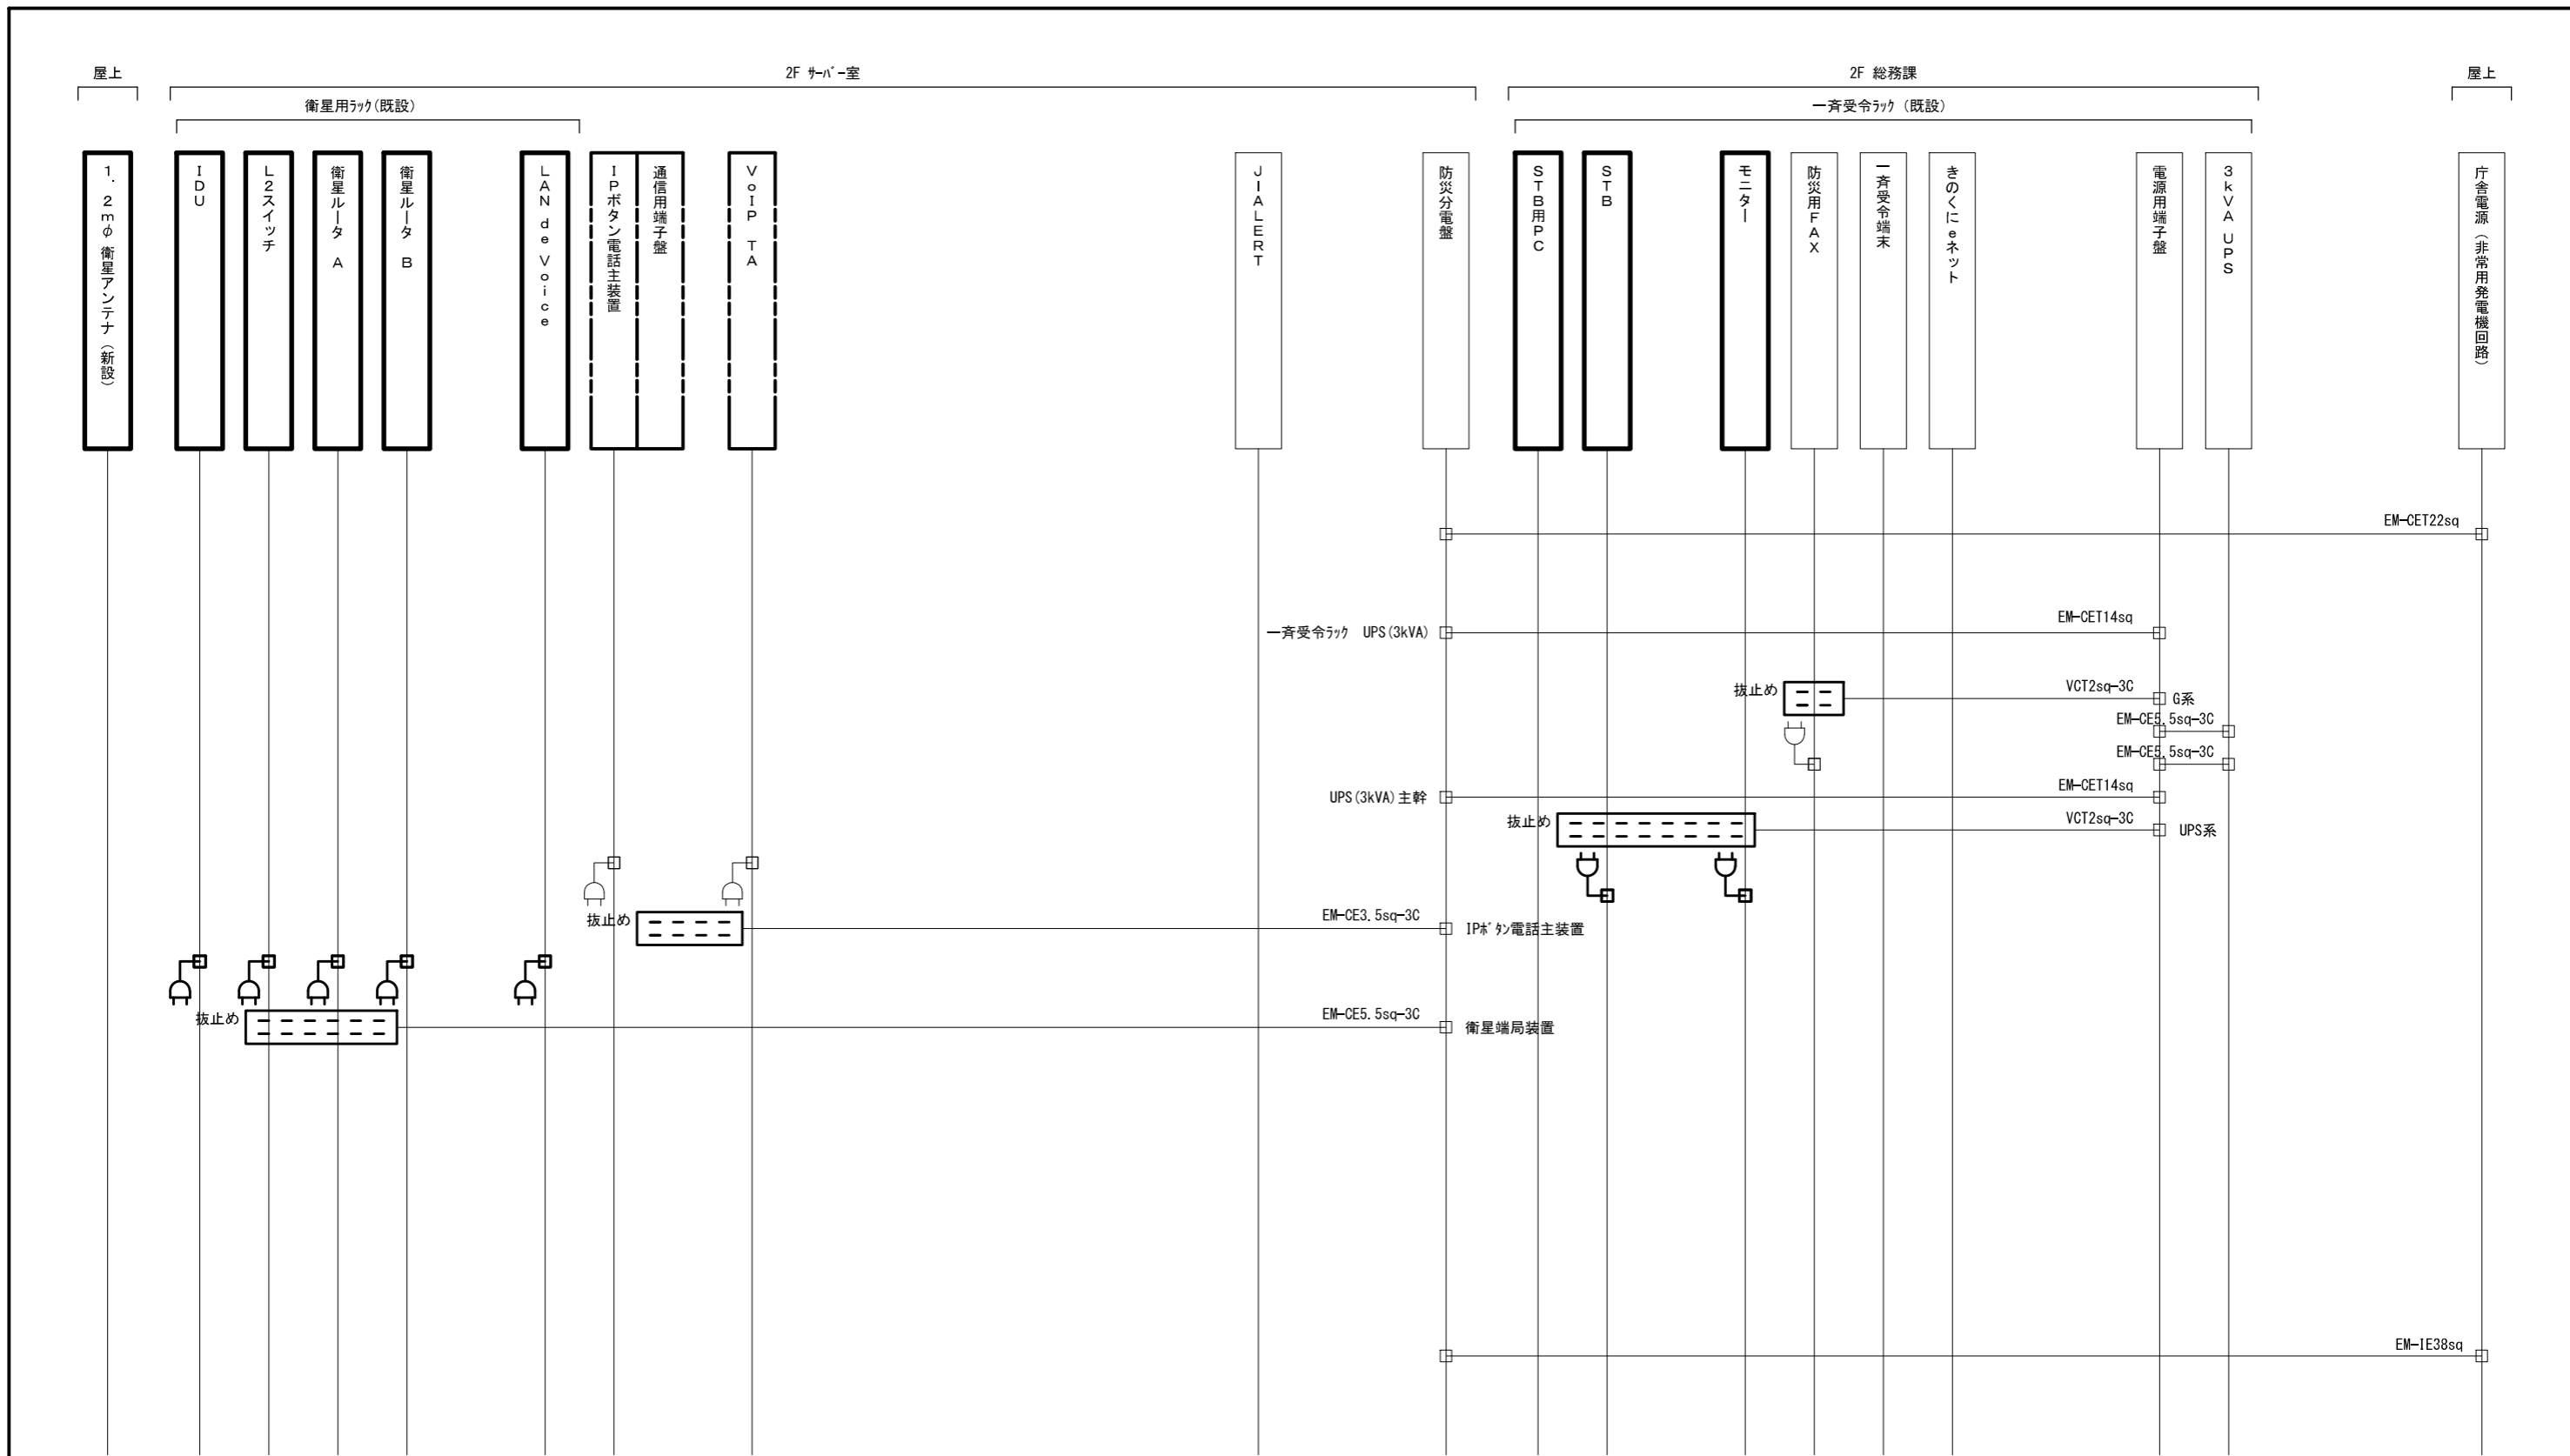 屋上
2F ｻｰﾊﾞｰ室
2F 総務課
屋上
衛星用ﾗｯｸ(既設)
一斉受令ﾗｯｸ（既設）
１．２ｍφ 衛星アンテナ（新設）
ＩＤＵ
Ｌ２スイッチ
衛星ルータ Ａ
衛星ルータ Ｂ
ＬＡＮ ｄｅ Ｖｏｉｃｅ
ＩＰボタン電話主装置
通信用端子盤
ＶｏＩＰ ＴＡ
Ｊ－ＡＬＥＲＴ
防災分電盤
ＳＴＢ用ＰＣ
ＳＴＢ
モニター
防災用ＦＡＸ
一斉受令端末
きのくにｅネット
電源用端子盤
３ｋＶＡ ＵＰＳ
庁舎電源（非常用発電機回路）
EM-CET22sq
EM-CET14sq
一斉受令ﾗｯｸ UPS(3kVA)
抜止め
VCT2sq-3C
G系
EM-CE5.5sq-3C
EM-CE5.5sq-3C
EM-CET14sq
UPS(3kVA)主幹
抜止め
VCT2sq-3C
UPS系
抜止め
EM-CE3.5sq-3C
IPﾎﾞﾀﾝ電話主装置
抜止め
EM-CE5.5sq-3C
衛星端局装置
EM-IE38sq